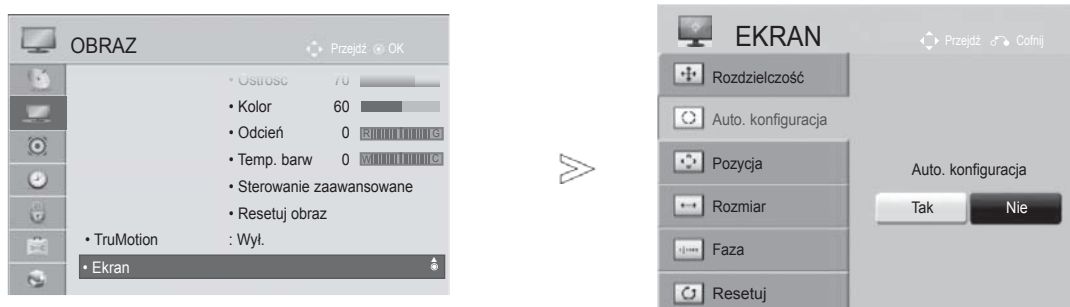 OBRAZ
Przejdź OK
• Ostrość 70
• Kolor 60
• Odcień 0 R G
• Temp. barw 0 W C
• Sterowanie zaawansowane
• Resetuj obraz
• TruMotion : Wył.
• Ekran
EKRAN
Przejdź Cofnij
Rozdzielczość
Auto. konfiguracja
Pozycja
Rozmiar
Faza
Resetuj
Auto. konfiguracja
Tak Nie